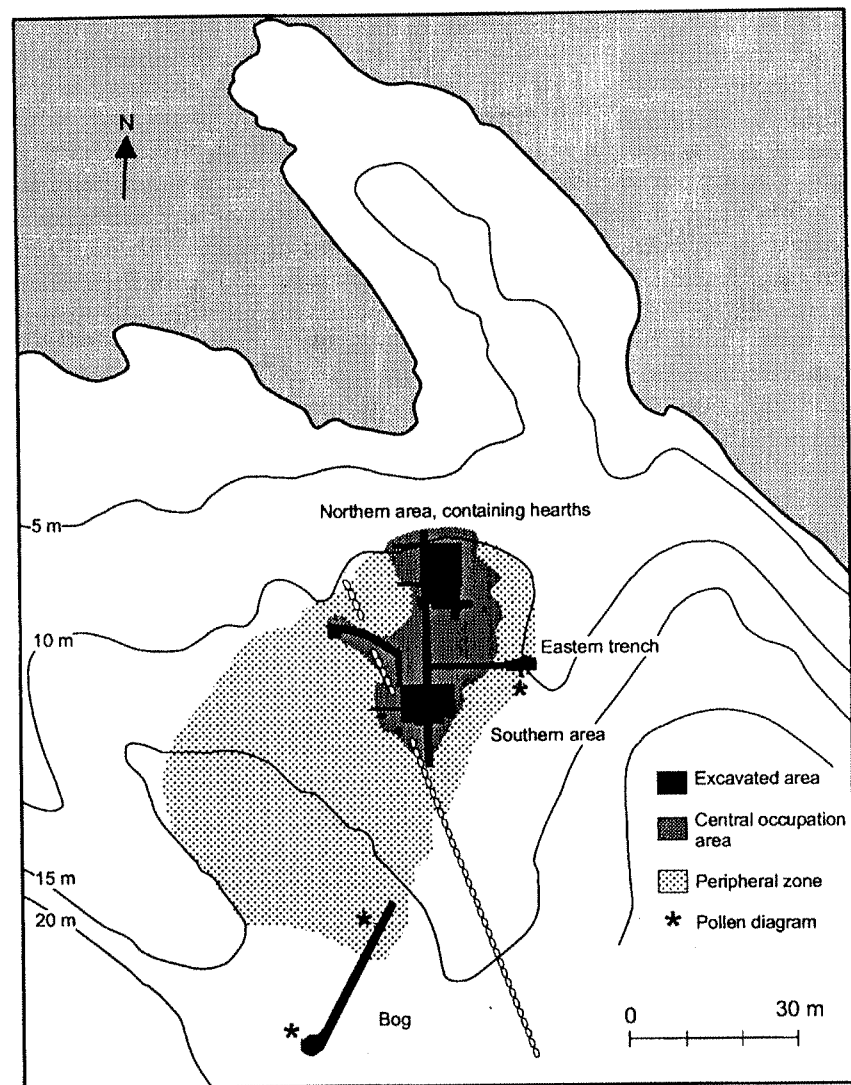 N
Northern area, containing hearths
5 m
10 m
Eastern trench
Southern area
Excavated area
Central occupation
area
Peripheral zone
Pollen diagram
15 m
20 m
Bog
0 30 m